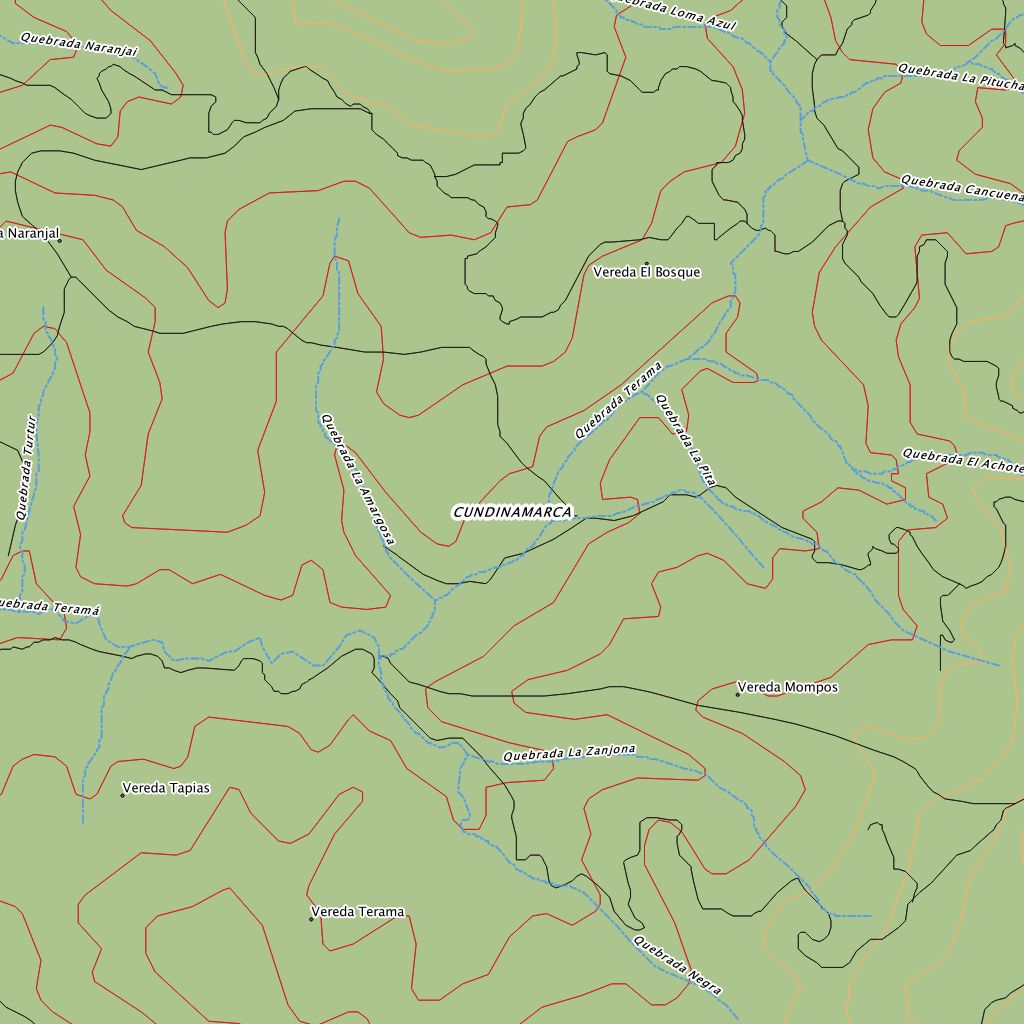 Quebrada Loma Azul
Quebrada Naranjai
Quebrada La Pitucha
Quebrada Cancuena
a Naranjal
Vereda El Bosque
Quebrada Terama
Quebrada La Pita
Quebrada Turtur
Quebrada La Amargosa
Quebrada El Achote
CUNDINAMARCA
uebrada Teramá
Vereda Mompos
Quebrada La Zanjona
Vereda Tapias
Vereda Terama
Quebrada Negra